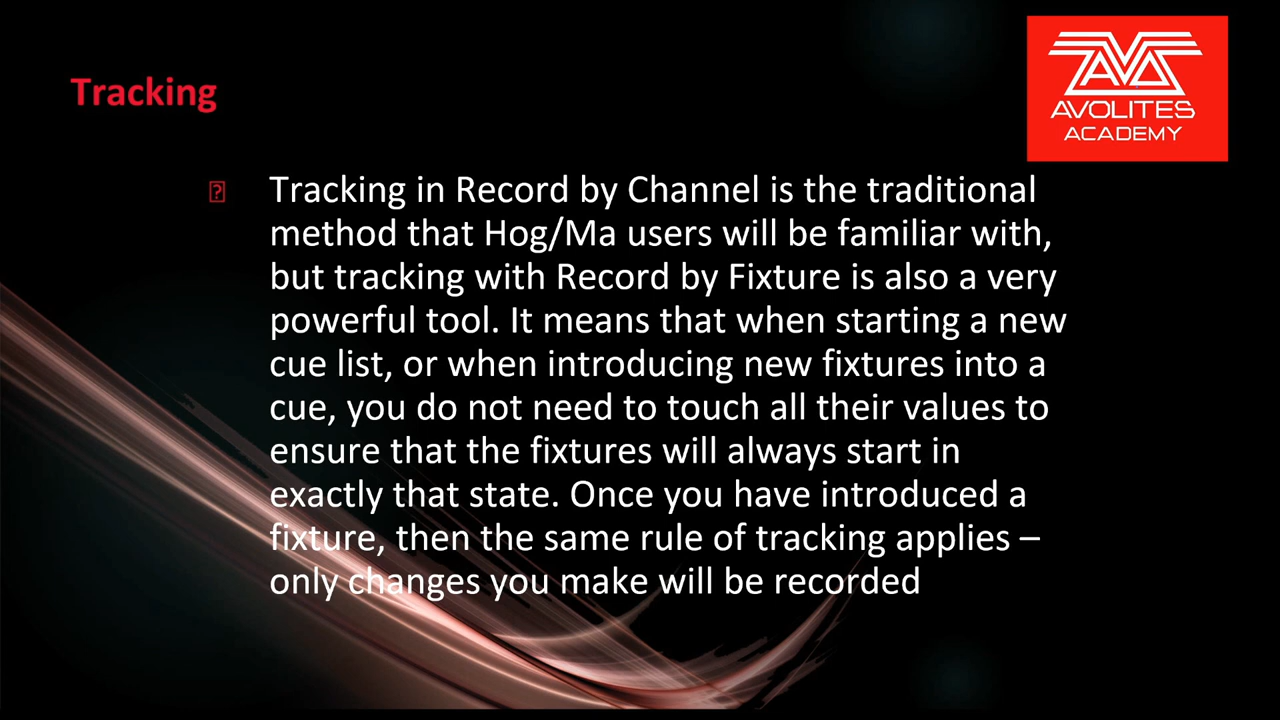 Tracking
AVOLITES
ACADEMY
Tracking in Record by Channel is the traditional
method that Hog/Ma users will be familiar with,
but tracking with Record by Fixture is also a very
powerful tool. It means that when starting a new
cue list, or when introducing new fixtures into a
cue, you do not need to touch all their values to
ensure that the fixtures will always start in
exactly that state. Once you have introduced a
fixture, then the same rule of tracking applies –
only changes you make will be recorded